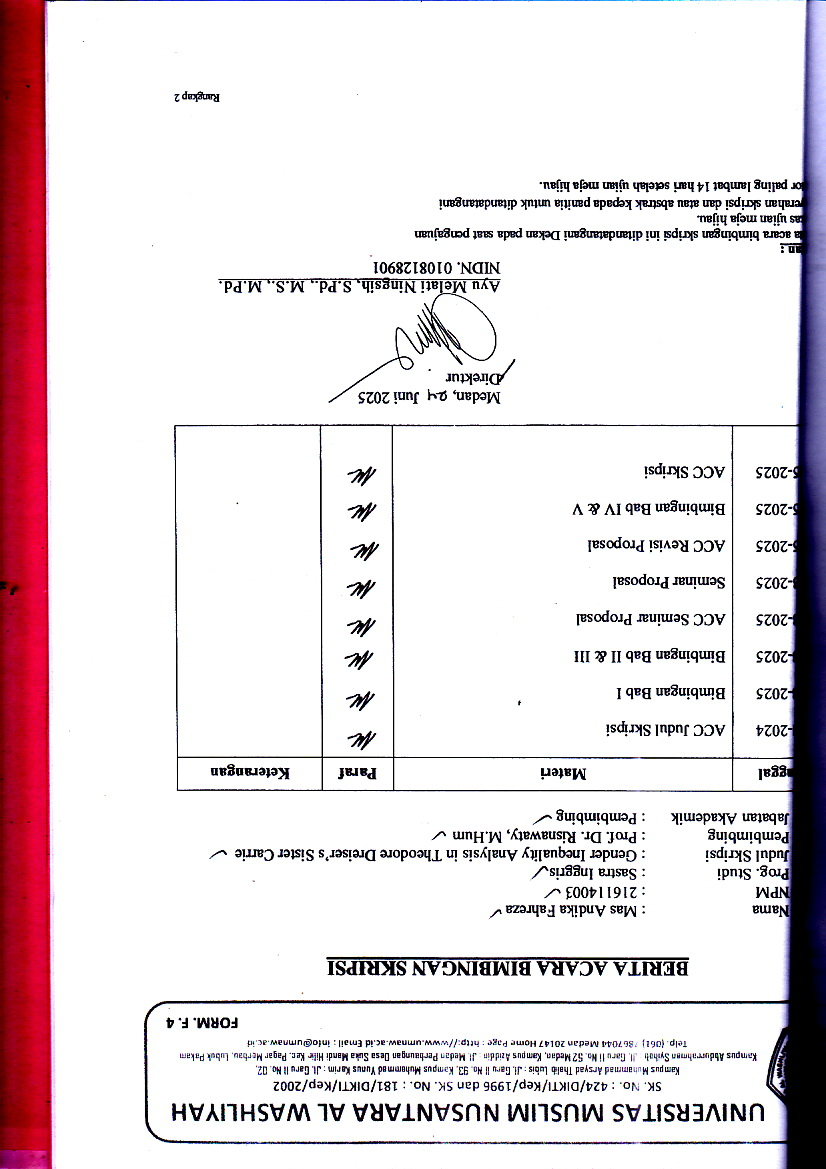 UNIVERSITAS MUSLIM NUSANTARA AL WASHLIYAH
SK. No : 424/DIKTI/Kep/1996 dan SK. No : 181/DIKTI/Kep/2002
Kampus Muhammad Arsyad Thalib Lubis : Jl. Garu II No. 93, Kampus Muhammad Yunus Karim : Jl. Garu II No. 02,
Kampus Abdurrahman Syihab : Jl. Garu II No. 52 Medan, Kampus Aziddin : Jl. Medan Perbaungan Desa Suka Mandi Hilir Kec. Pagar Merbau, Lubuk Pakam
Telp. (061) 7867044 Medan 20147 Home Page : http://www.umnaw.ac.id Email : info@umnaw.ac.id
FORM. F. 4
BERITA ACARA BIMBINGAN SKRIPSI
Nama : Mas Andika Fahreza
NPM : 216114003
Prog. Studi : Sastra Inggris
Judul Skripsi : Gender Inequality Analysis in Theodore Dreiser's Sister Carrie
Pembimbing : Prof. Dr. Risnawaty, M.Hum
Jabatan Akademik : Pembimbing
ggal Materi Paraf Keterangan
-2024 ACC Judul Skripsi
-2025 Bimbingan Bab I
-2025 Bimbingan Bab II & III
-2025 ACC Seminar Proposal
-2025 Seminar Proposal
-2025 ACC Revisi Proposal
-2025 Bimbingan Bab IV & V
-2025 ACC Skripsi
Medan, 24 Juni 2025
Direktur
Ayu Melati Ningsih, S.Pd., M.S., M.Pd.
NIDN. 0108128901
an :
a acara bimbingan skripsi ini ditandatangani Dekan pada saat pengajuan
as ujian meja hijau.
erahan skripsi dan atau abstrak kepada panitia untuk ditandatangani
or paling lambat 14 hari setelah ujian meja hijau.
Rangkap 2